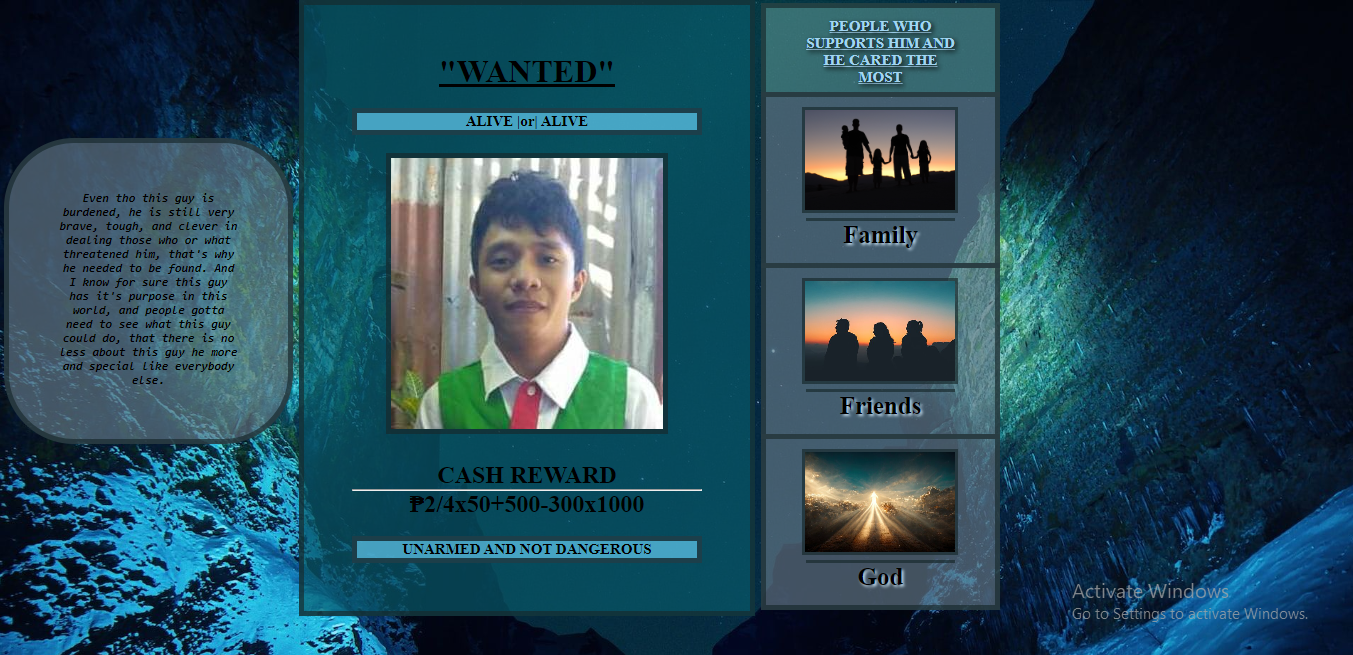 Even tho this guy is
burdened, he is still very
brave, tough, and clever in
dealing those who or what
threatened him, that's why
he needed to be found. And
I know for sure this guy
has it's purpose in this
world, and people gotta
need to see what this guy
could do, that there is no
less about this guy he more
and special like everybody
else.
"WANTED"
ALIVE |or| ALIVE
CASH REWARD
₱2/4x50+500-300x1000
UNARMED AND NOT DANGEROUS
PEOPLE WHO
SUPPORTS HIM AND
HE CARED THE
MOST
Family
Friends
God
Activate Windows
Go to Settings to activate Windows.